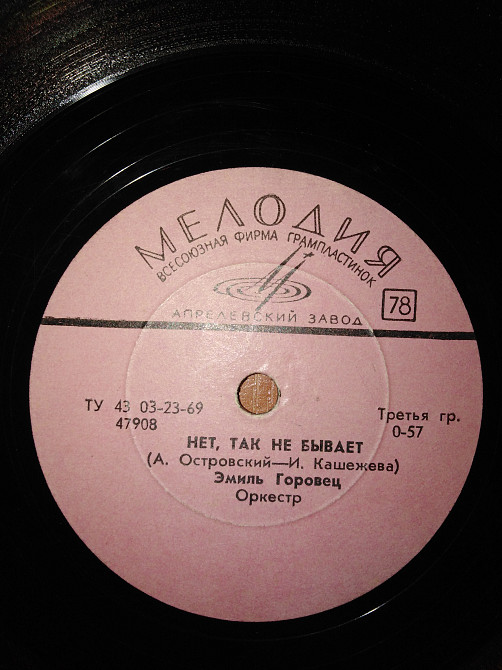 МЕЛОДИЯ
ВСЕСОЮЗНАЯ ФИРМА ГРАМПЛАСТИНОК
78
АПРЕЛЕВСКИЙ ЗАВОД
ТУ 43 03-23-69
47908
Третья гр.
0-57
НЕТ, ТАК НЕ БЫВАЕТ
(А. Островский—И. Кашежева)
Эмиль Горовец
Оркестр